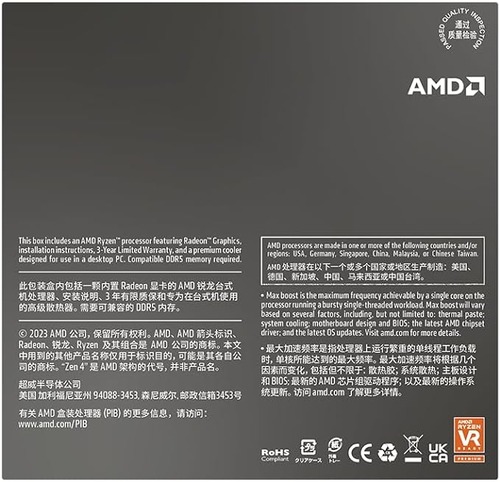 PASSED QUALITY INSPECTION
通过
质量检验
AMD
This box includes an AMD Ryzen™ processor featuring Radeon™ Graphics,
installation instructions, 3-Year Limited Warranty, and a premium cooler
designed for use in a desktop PC. Compatible DDR5 memory required.
此包装盒内包括一颗内置 Radeon 显卡的 AMD 锐龙台式
机处理器、安装说明、3 年有限质保和专为在台式机使用
的高级散热器。需要可兼容的 DDR5 内存。
© 2023 AMD 公司，保留所有权利。AMD、AMD 箭头标识、
Radeon、锐龙、Ryzen 及其组合是 AMD 公司的商标。本文
中用到的其他产品名称仅用于标识目的，可能是其各自公
司的商标。“Zen 4”是 AMD 架构的代号，并非产品名。
超威半导体公司
美国 加利福尼亚州 94088-3453，森尼威尔，邮政信箱3453号
有关 AMD 盒装处理器 (PIB) 的更多信息，请访问：
www.amd.com/PIB
AMD processors are made in one or more of the following countries and/or
regions: USA, Germany, Singapore, China, Malaysia, or Chinese Taiwan.
AMD 处理器在以下一个或多个国家或地区生产制造：美国、
德国、新加坡、中国、马来西亚或中国台湾。
• Max boost is the maximum frequency achievable by a single core on the
processor running a bursty single-threaded workload. Max boost will vary
based on several factors, including, but not limited to: thermal paste;
system cooling; motherboard design and BIOS; the latest AMD chipset
driver; and the latest OS updates. Visit amd.com for more details.
• 最大加速频率是指处理器上运行繁重的单线程工作负载
时，单核所能达到的最大频率。最大加速频率将根据几个
因素而变化，包括但不限于：散热胶；系统散热；主板设计
和 BIOS；最新的 AMD 芯片组驱动程序；以及最新的操作系
统更新。访问 amd.com 了解更多详情。
RoHS
Compliant
クリアケース
外箱
トレー
CE
UK
CA
AMD
RYZEN
VR
READY
PREMIUM